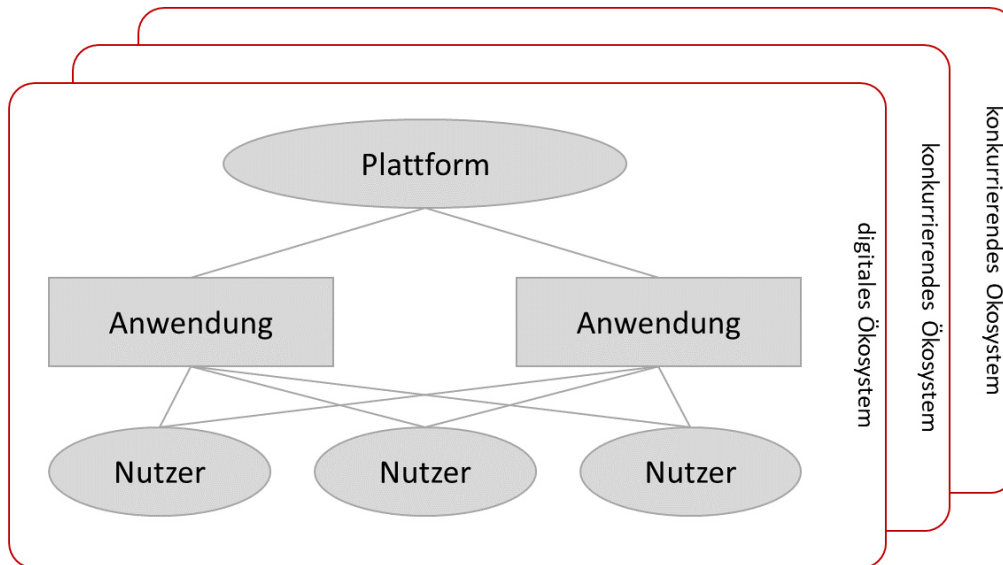 Plattform
Anwendung
Anwendung
Nutzer
Nutzer
Nutzer
digitales Ökosystem
konkurrierendes Ökosystem
konkurrierendes Ökosystem